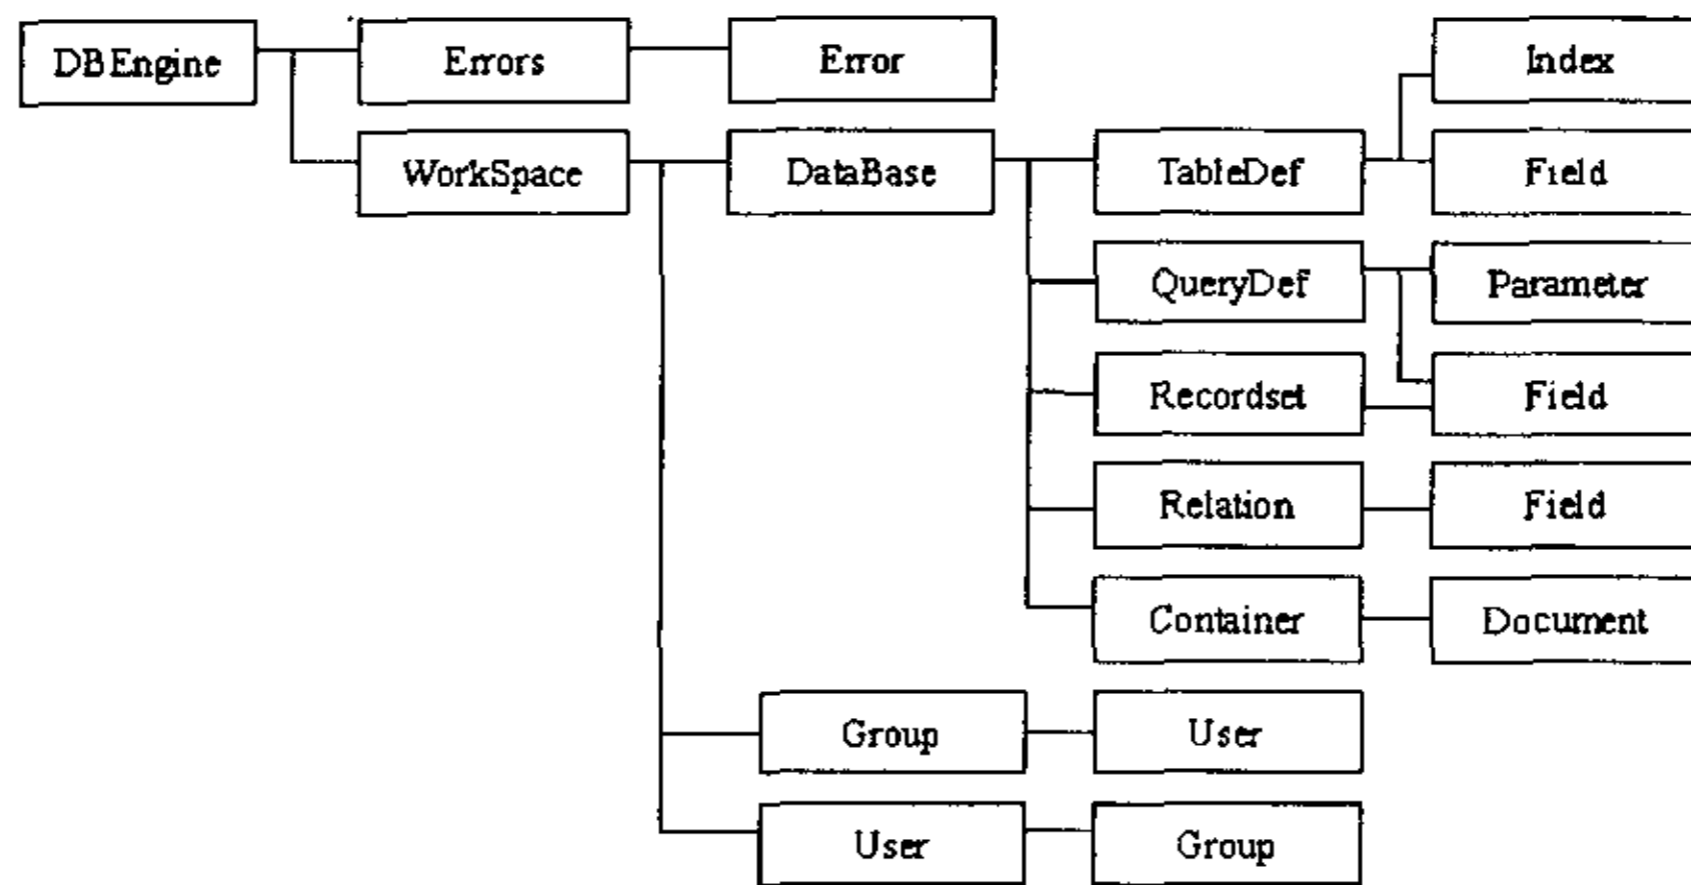 DBEngine
Errors
Error
Index
WorkSpace
DataBase
TableDef
Field
QueryDef
Parameter
Recordset
Field
Relation
Field
Container
Document
Group
User
User
Group